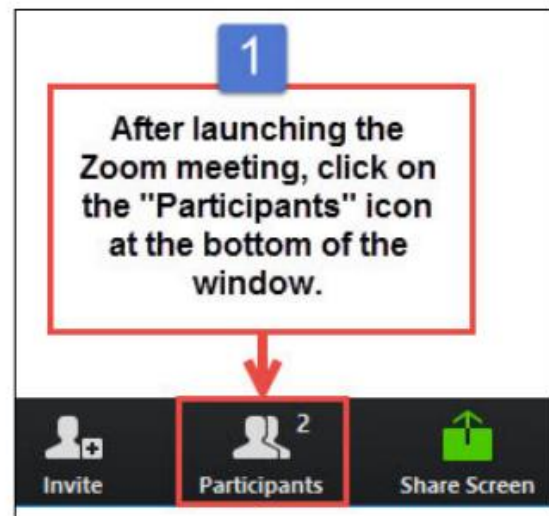 1
After launching the
Zoom meeting, click on
the "Participants" icon
at the bottom of the
window.
2
Invite
Participants
Share Screen